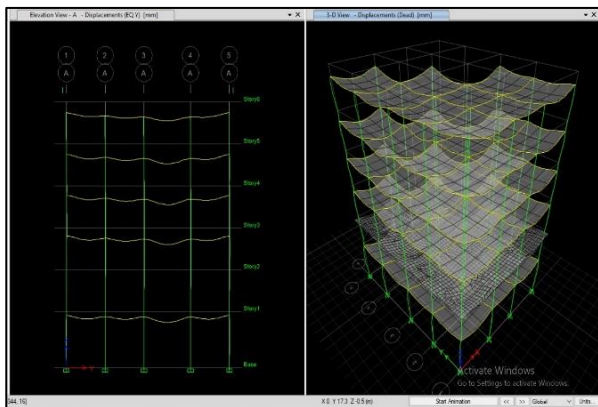 Elevation View - A - Displacements (EQ Y) [mm]
3-D View - Displacements (Dead) [mm]
1 2 3 4 5
A A A A A
Story6
Story5
Story4
Story3
Story2
Story1
Base
Activate Windows
Go to Settings to activate Windows.
X 0 Y 17.3 Z -0.5 (m)
Start Animation
<<
>>
Global
Units...